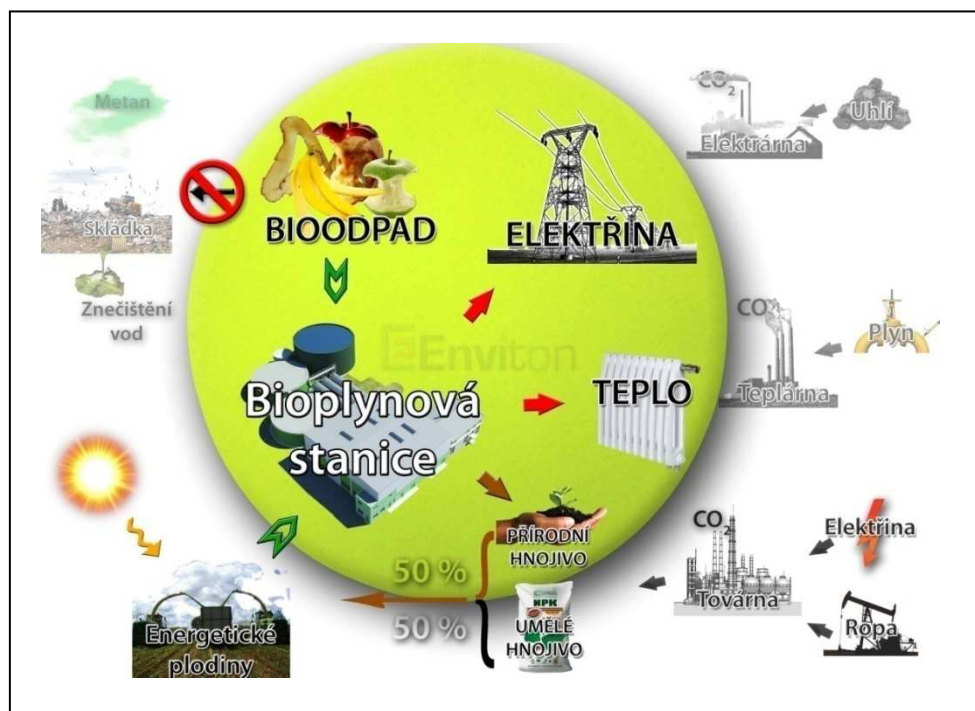 Metan
Skládka
Znečištění
vod
BIOODPAD
ELEKTŘINA
CO2
Elektrárna
Uhlí
Enviton
Bioplynová
stanice
TEPLO
CO
Teplárna
Plyn
PŘÍRODNÍ
HNOJIVO
50 %
50 %
NPK
UMĚLÉ
HNOJIVO
Energetické
plodiny
CO2
Továrna
Elektřina
Ropa